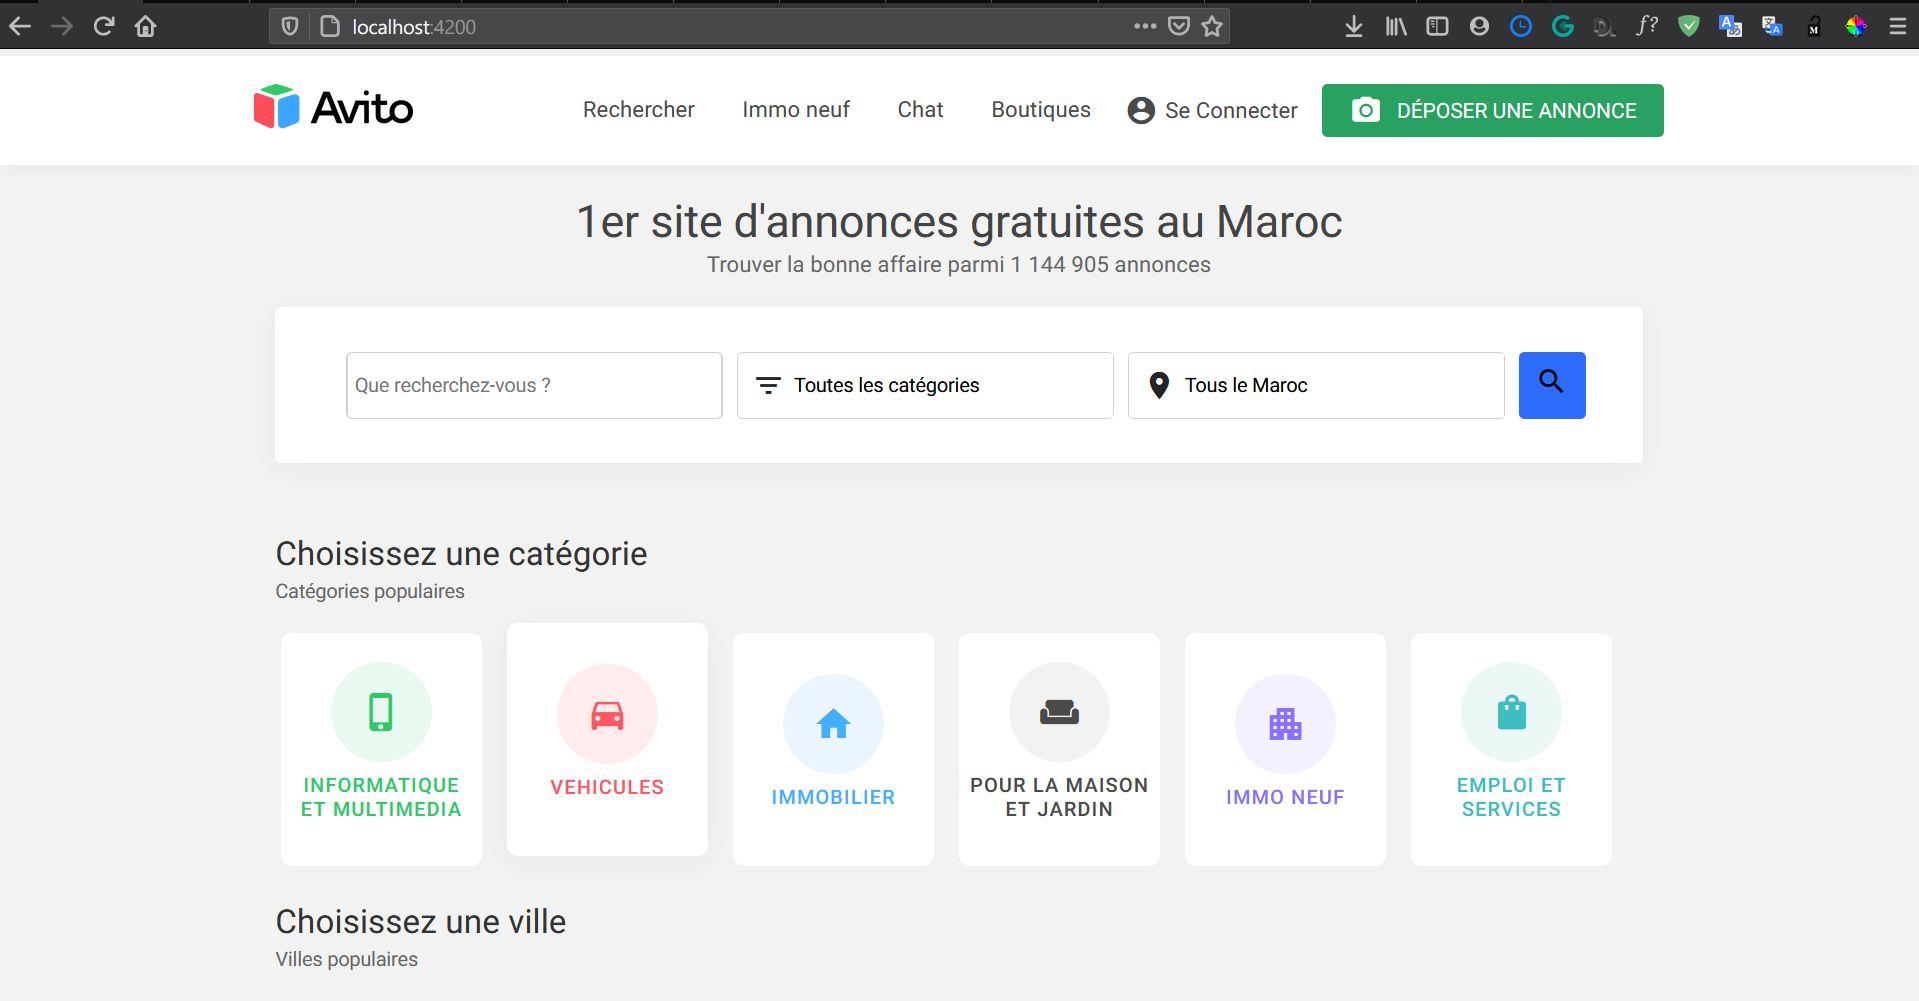 localhost:4200
Avito
Rechercher
Immo neuf
Chat
Boutiques
Se Connecter
DÉPOSER UNE ANNONCE
1er site d'annonces gratuites au Maroc
Trouver la bonne affaire parmi 1 144 905 annonces
Que recherchez-vous ?
Toutes les catégories
Tous le Maroc
Choisissez une catégorie
Catégories populaires
INFORMATIQUE
ET MULTIMEDIA
VEHICULES
IMMOBILIER
POUR LA MAISON
ET JARDIN
IMMO NEUF
EMPLOI ET
SERVICES
Choisissez une ville
Villes populaires